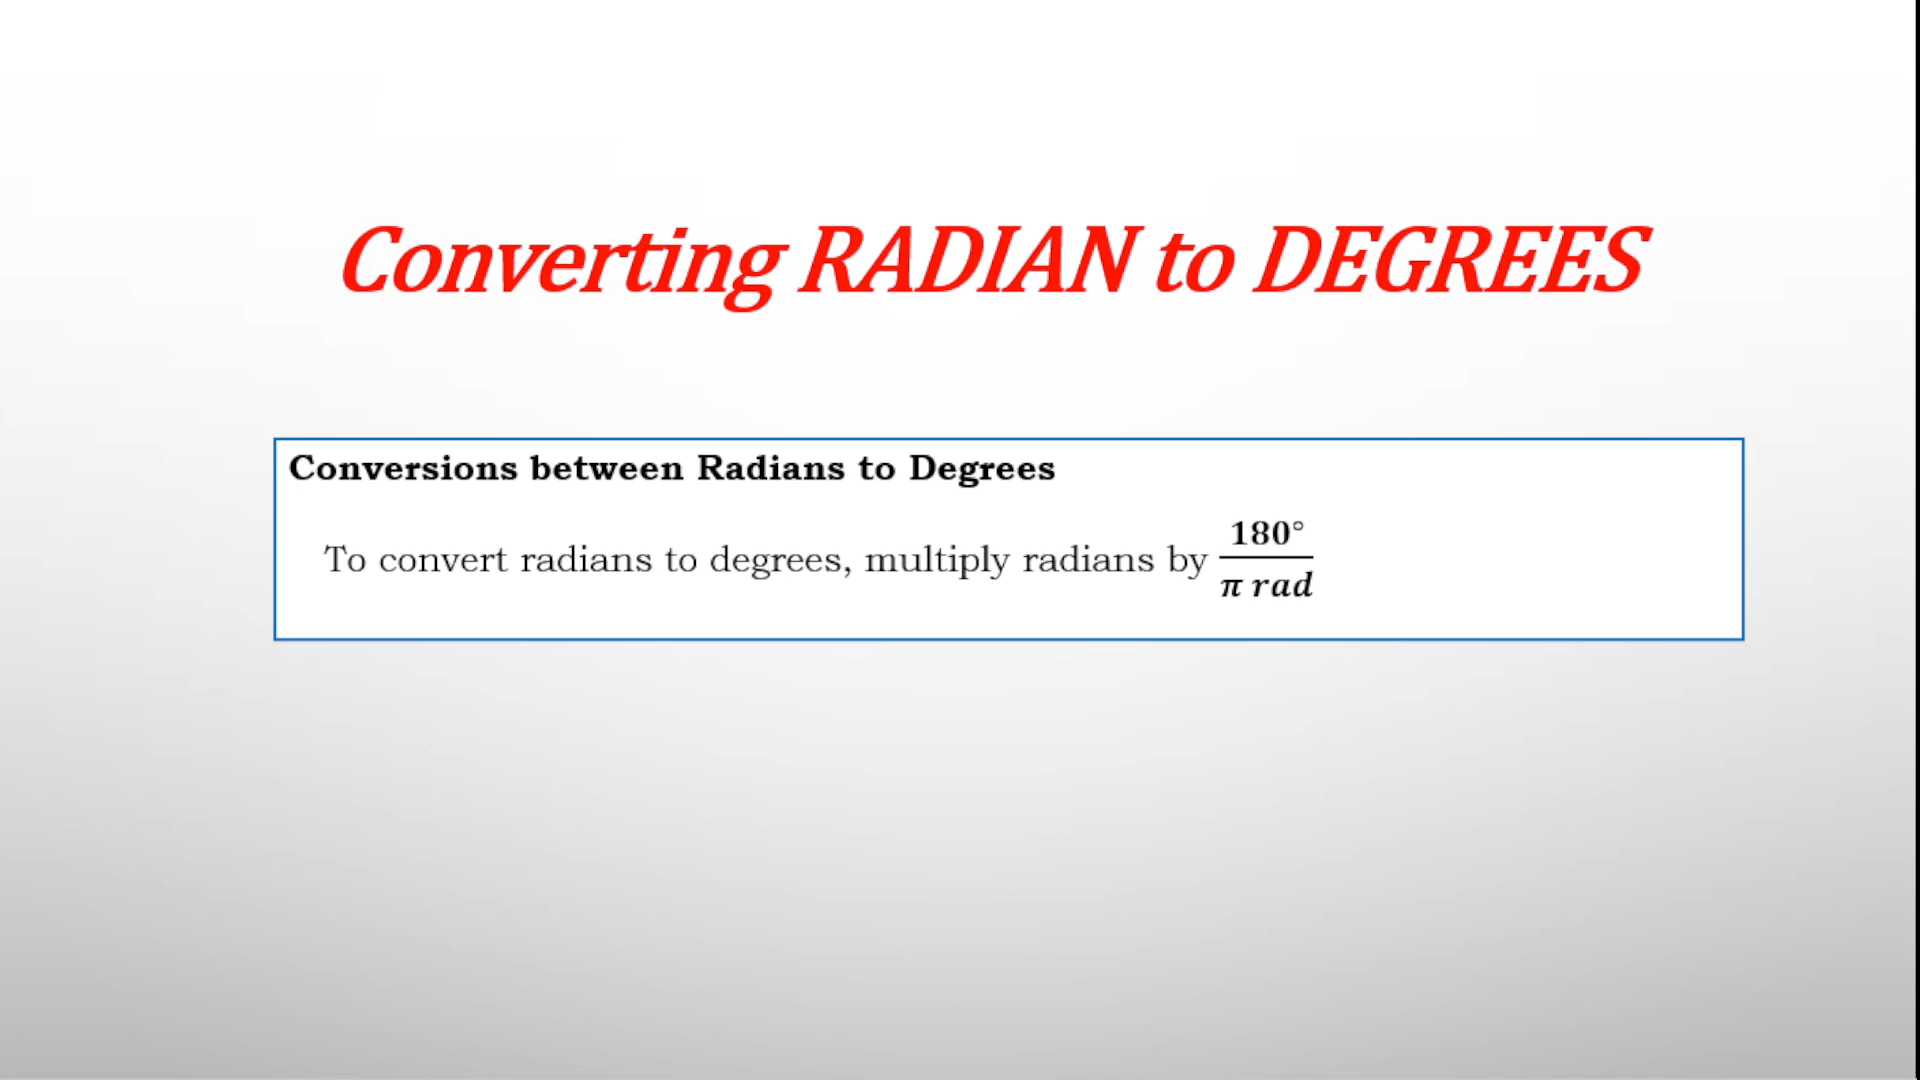 Converting RADIAN to DEGREES
Conversions between Radians to Degrees
To convert radians to degrees, multiply radians by 180°/π rad